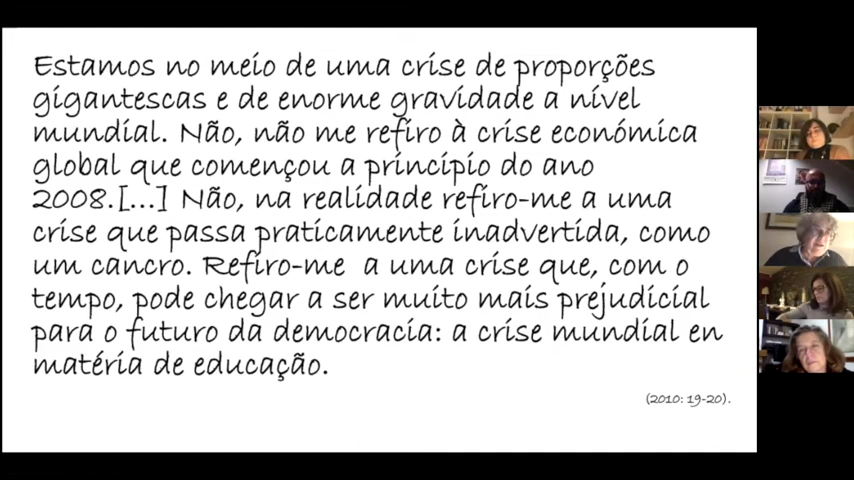 Estamos no meio de uma crise de proporções
gigantescas e de enorme gravidade a nível
mundial. Não, não me refiro à crise económica
global que començou a princípio do ano
2008.[...] Não, na realidade refiro-me a uma
crise que passa praticamente inadvertida, como
um cancro. Refiro-me a uma crise que, com o
tempo, pode chegar a ser muito mais prejudicial
para o futuro da democracia: a crise mundial en
matéria de educação.
(2010: 19-20).